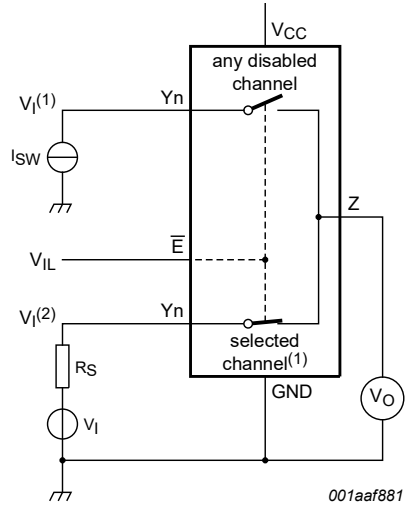 VCC
any disabled
channel
VI(1)
Yn
ISW
Z
E
VIL
VI(2)
Yn
selected
channel(1)
RS
GND
VI
VO
001aaf881